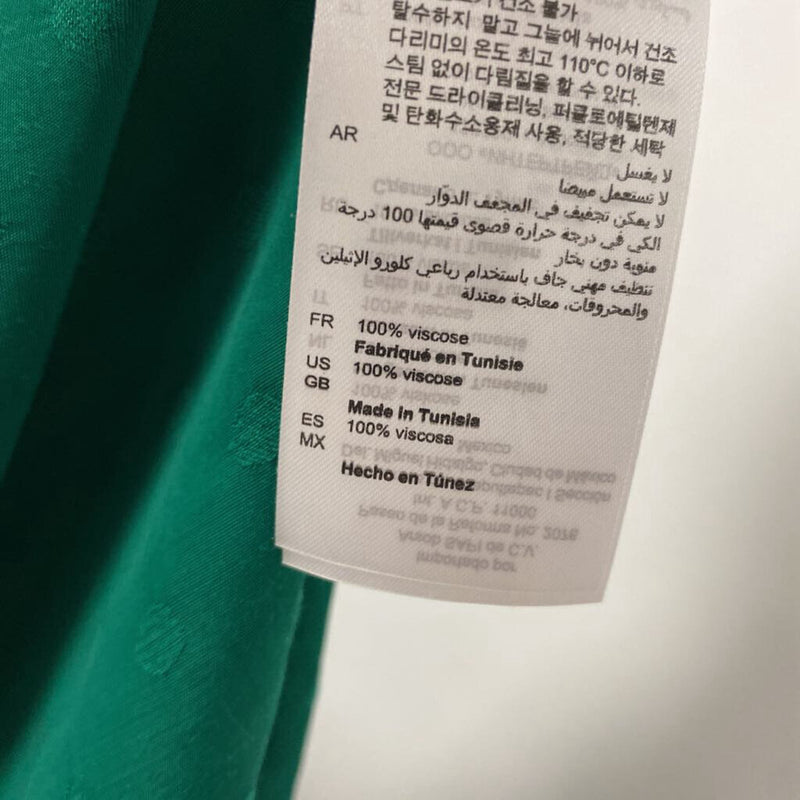 건조 불가
탈수하지 말고 그늘에 뉘어서 건조
다리미의 온도 최고 110°C 이하로
스팀 없이 다림질을 할 수 있다.
전문 드라이클리닝, 퍼클로에틸렌제
및 탄화수소용제 사용, 적당한 세탁
AR
لا يغسل
لا تستعمل مبيضا
لا يمكن تجفيف في المجفف الدوّار
الكي في درجة حرارة قصوى قيمتها 100 درجة
مئوية دون بخار
تنظيف مهني جاف باستخدام رباعي كلورو الإثيلين
والمحروقات، معالجة معتدلة
FR 100% viscose
Fabriqué en Tunisie
US 100% viscose
GB
Made in Tunisia
ES 100% viscosa
MX
Hecho en Túnez